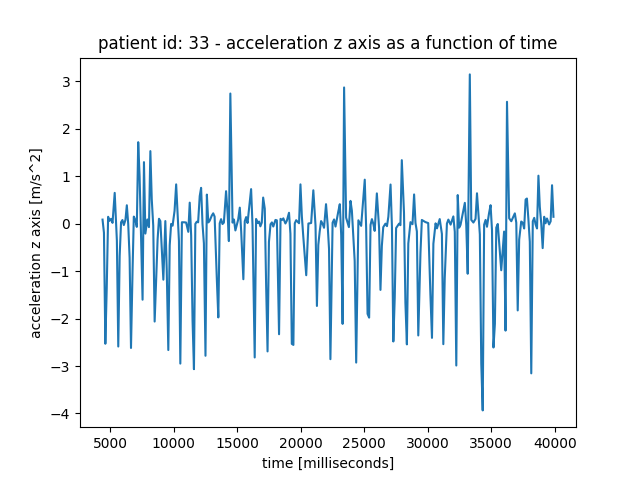 patient id: 33 - acceleration z axis as a function of time
acceleration z axis [m/s^2]
3
2
1
0
−1
−2
−3
−4
5000 10000 15000 20000 25000 30000 35000 40000
time [milliseconds]